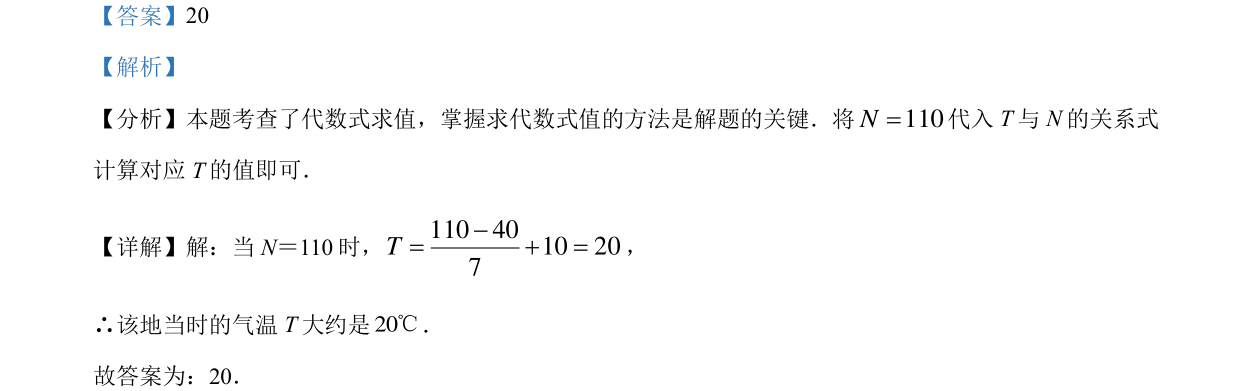 【答案】20
【解析】
【分析】本题考查了代数式求值，掌握求代数式值的方法是解题的关键．将 N =110 代入 T 与 N 的关系式
计算对应 T 的值即可．
【详解】解：当 N＝110 时，T = \frac{110-40}{7}+10 = 20，
∴该地当时的气温 T 大约是 20℃．
故答案为：20．